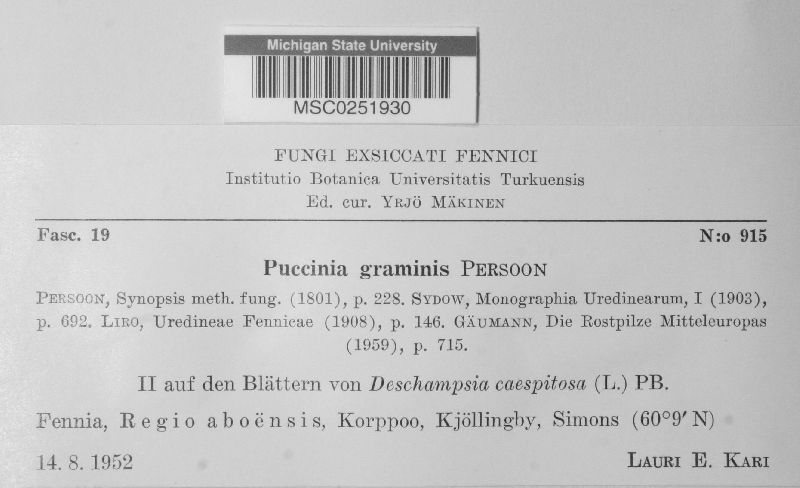 Michigan State University
MSC0251930
FUNGI EXSICCATI FENNICI
Institutio Botanica Universitatis Turkuensis
Ed. cur. YRJÖ MÄKINEN
Fasc. 19 N:o 915
Puccinia graminis PERSOON
PERSOON, Synopsis meth. fung. (1801), p. 228. SYDOW, Monographia Uredinearum, I (1903),
p. 692. LIRO, Uredineae Fennicae (1908), p. 146. GÄUMANN, Die Rostpilze Mitteleuropas
(1959), p. 715.
II auf den Blättern von Deschampsia caespitosa (L.) PB.
Fennia, Regio aboënsis, Korppoo, Kjöllingby, Simons (60°9′ N)
14. 8. 1952 LAURI E. KARI